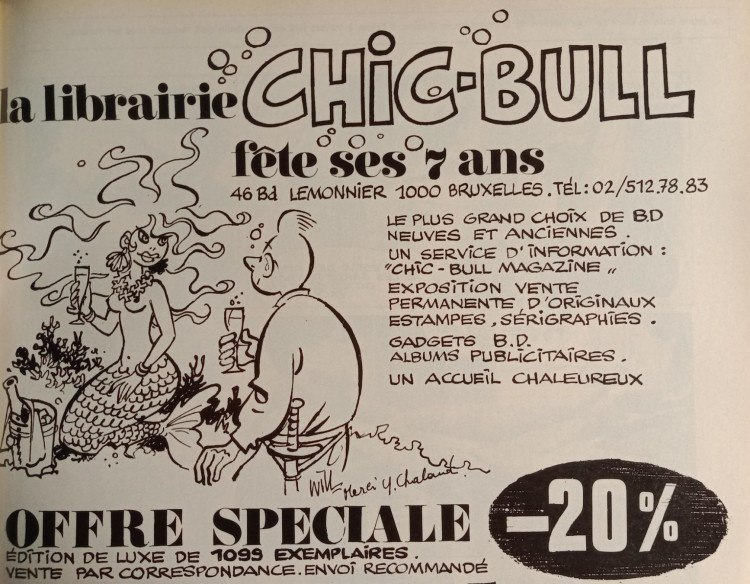 la librairie CHiC-BULL
fête ses 7 ans
46 Bd LEMONNIER 1000 BRUXELLES. TÉL: 02/512.78.83
LE PLUS GRAND CHOIX DE BD
NEUVES ET ANCIENNES.
UN SERVICE D'INFORMATION :
"CHIC-BULL MAGAZINE„
EXPOSITION VENTE
PERMANENTE D'ORIGINAUX
ESTAMPES, SÉRIGRAPHIES.
GADGETS B.D.
ALBUMS PUBLICITAIRES.
UN ACCUEIL CHALEUREUX
Will Merci Y. Chaland!
OFFRE SPECIALE -20%
ÉDITION DE LUXE DE 1099 EXEMPLAIRES.
VENTE PAR CORRESPONDANCE. ENVOI RECOMMANDÉ